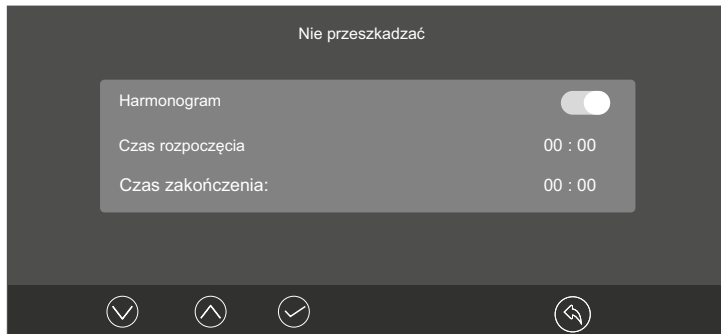 Nie przeszkadzać
Harmonogram
Czas rozpoczęcia 00 : 00
Czas zakończenia: 00 : 00